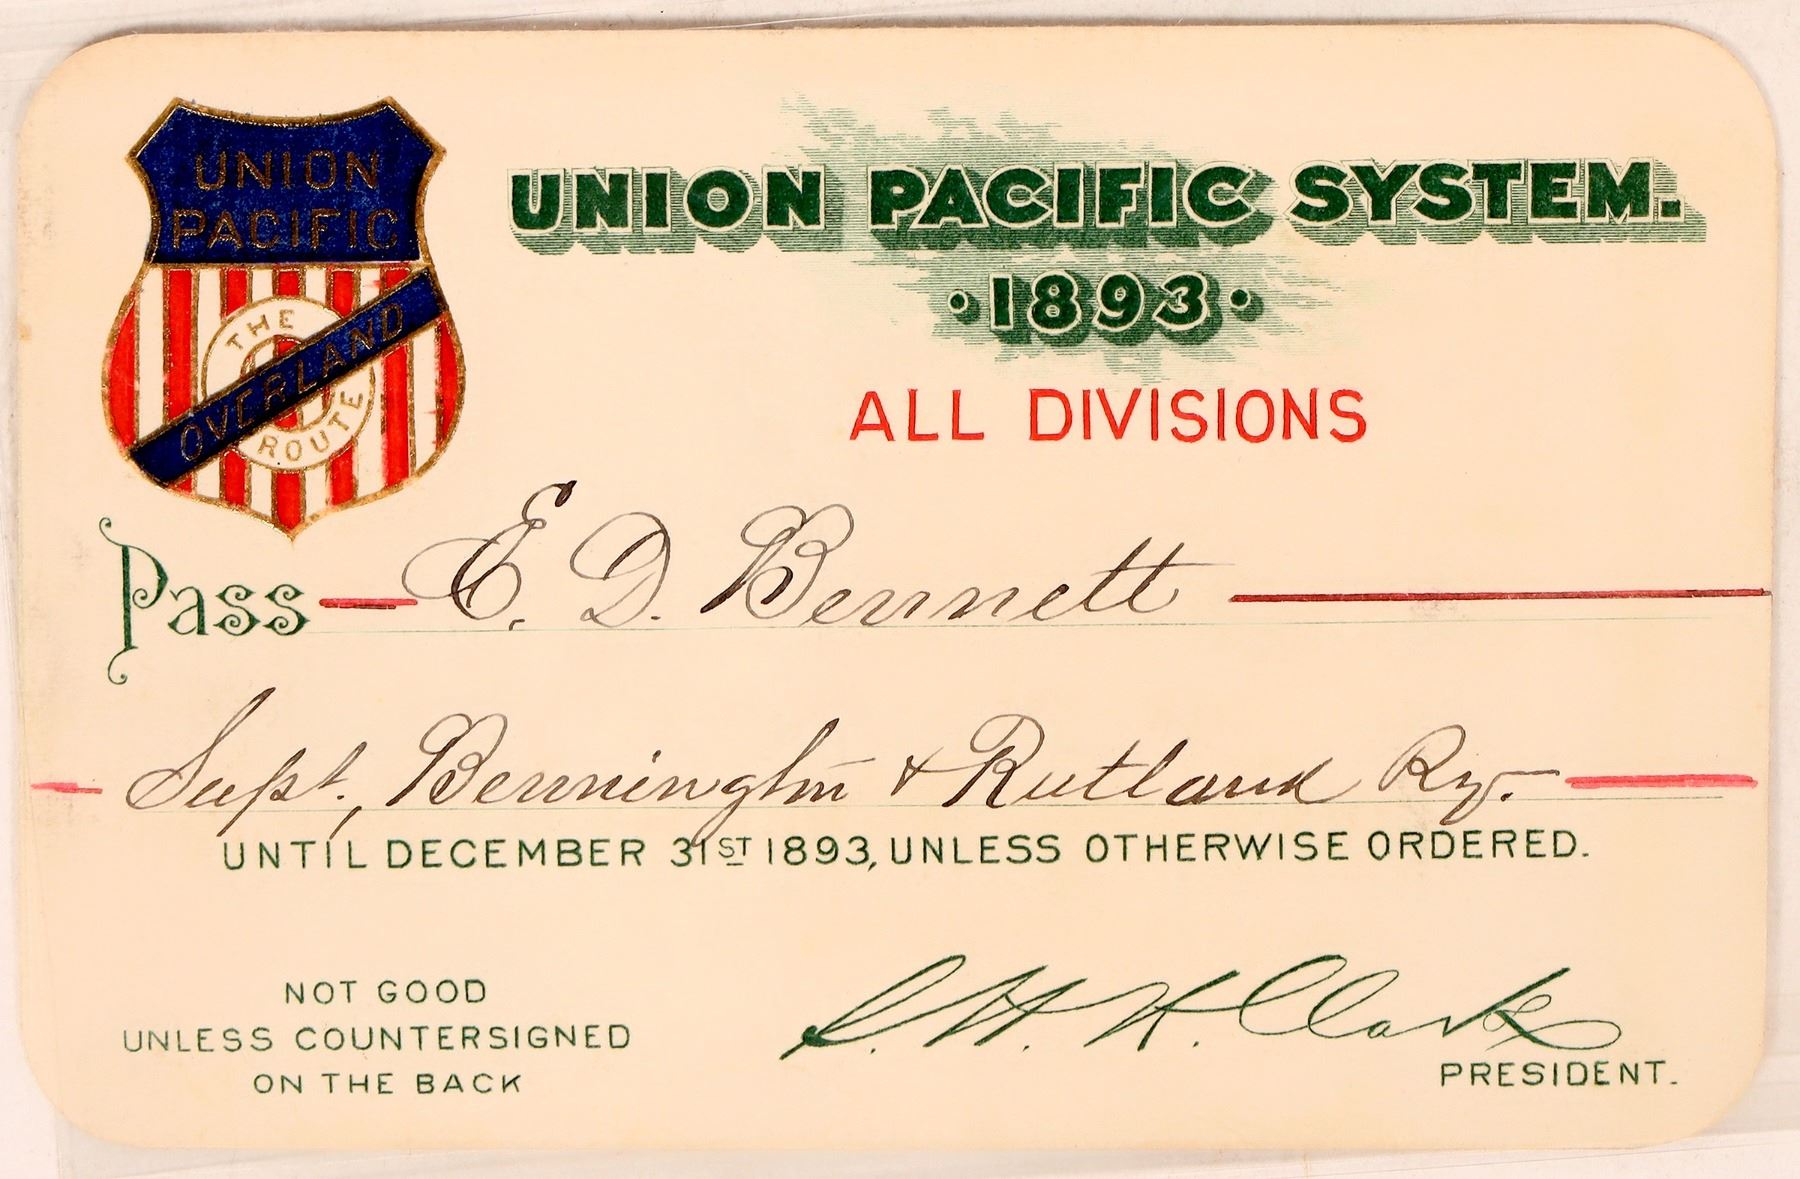 UNION
PACIFIC
THE
OVERLAND
ROUTE
UNION PACIFIC SYSTEM.
·1893·
ALL DIVISIONS
Pass E. D. Bennett
Supt., Bennington & Rutland Ry.
UNTIL DECEMBER 31ST 1893, UNLESS OTHERWISE ORDERED.
NOT GOOD
UNLESS COUNTERSIGNED
ON THE BACK
S. H. H. Clark
PRESIDENT.